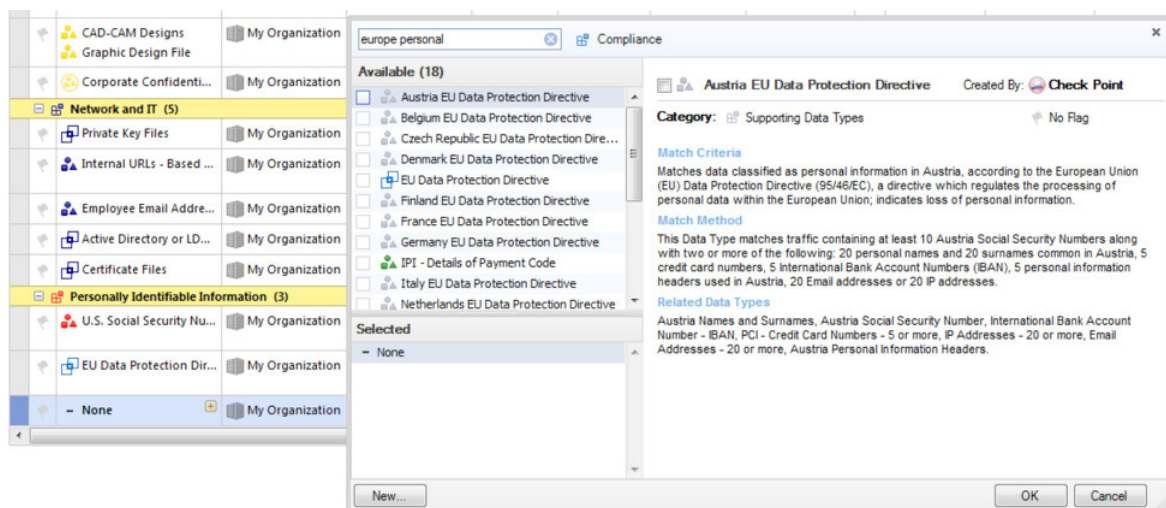 CAD-CAM Designs
Graphic Design File
My Organization
Corporate Confidenti...
My Organization
Network and IT (5)
Private Key Files
My Organization
Internal URLs - Based ...
My Organization
Employee Email Addre...
My Organization
Active Directory or LD...
My Organization
Certificate Files
My Organization
Personally Identifiable Information (3)
U.S. Social Security Nu...
My Organization
EU Data Protection Dir...
My Organization
– None
My Organization
europe personal
Compliance
Available (18)
Austria EU Data Protection Directive
Belgium EU Data Protection Directive
Czech Republic EU Data Protection Dire...
Denmark EU Data Protection Directive
EU Data Protection Directive
Finland EU Data Protection Directive
France EU Data Protection Directive
Germany EU Data Protection Directive
IPI - Details of Payment Code
Italy EU Data Protection Directive
Netherlands EU Data Protection Directive
Selected
– None
Austria EU Data Protection Directive
Created By: Check Point
Category: Supporting Data Types
No Flag
Match Criteria
Matches data classified as personal information in Austria, according to the European Union
(EU) Data Protection Directive (95/46/EC), a directive which regulates the processing of
personal data within the European Union; indicates loss of personal information.
Match Method
This Data Type matches traffic containing at least 10 Austria Social Security Numbers along
with two or more of the following: 20 personal names and 20 surnames common in Austria, 5
credit card numbers, 5 International Bank Account Numbers (IBAN), 5 personal information
headers used in Austria, 20 Email addresses or 20 IP addresses.
Related Data Types
Austria Names and Surnames, Austria Social Security Number, International Bank Account
Number - IBAN, PCI - Credit Card Numbers - 5 or more, IP Addresses - 20 or more, Email
Addresses - 20 or more, Austria Personal Information Headers.
New...
OK
Cancel